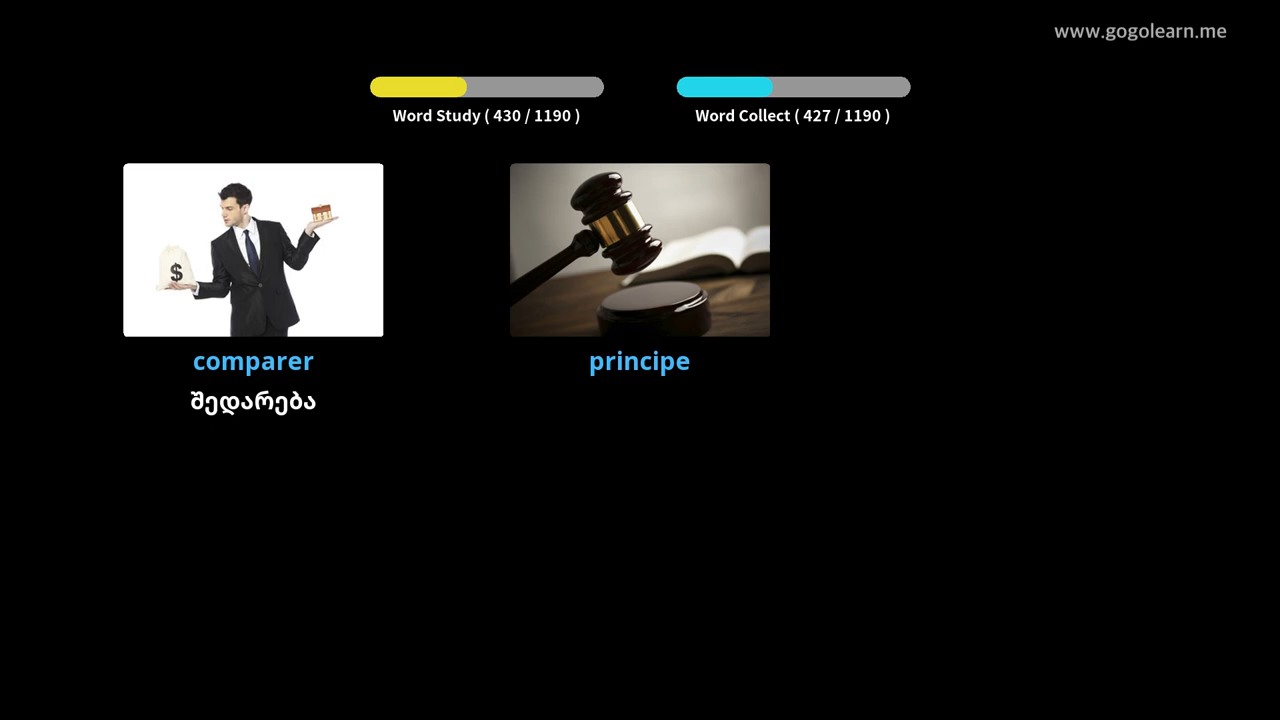 www.gogolearn.me
Word Study ( 430 / 1190 )
Word Collect ( 427 / 1190 )
$
comparer
principe
შედარება